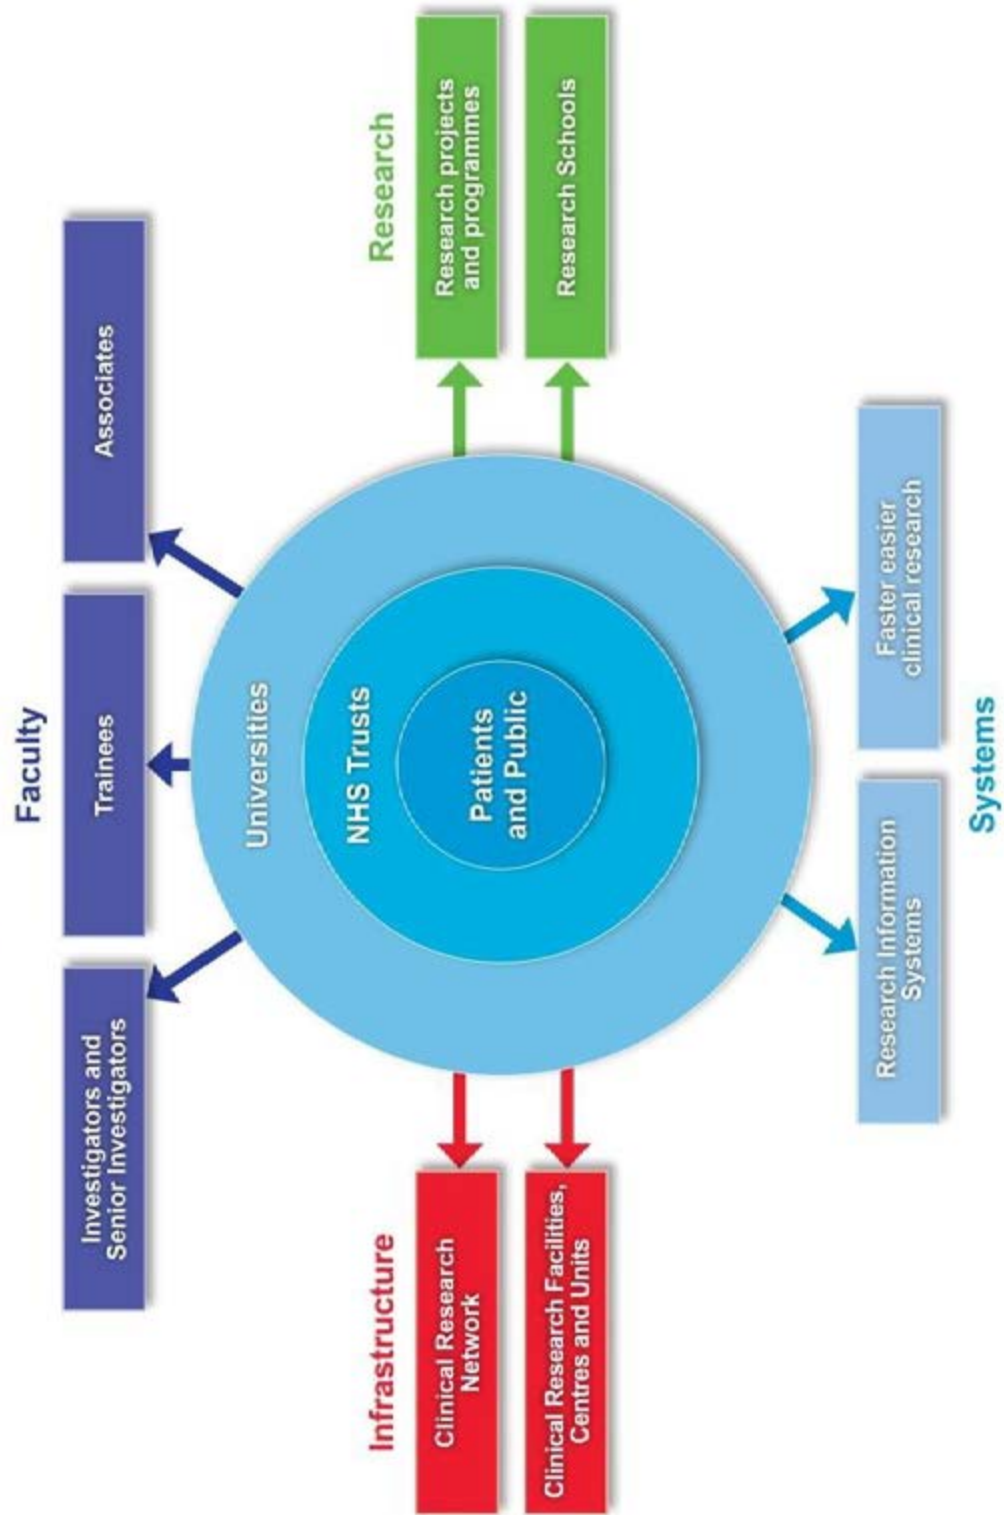 Faculty
Investigators and
Senior Investigators
Trainees
Associates
Infrastructure
Clinical Research
Network
Clinical Research Facilities,
Centres and Units
Universities
NHS Trusts
Patients
and Public
Research
Research projects
and programmes
Research Schools
Research Information
Systems
Faster easier
clinical research
Systems